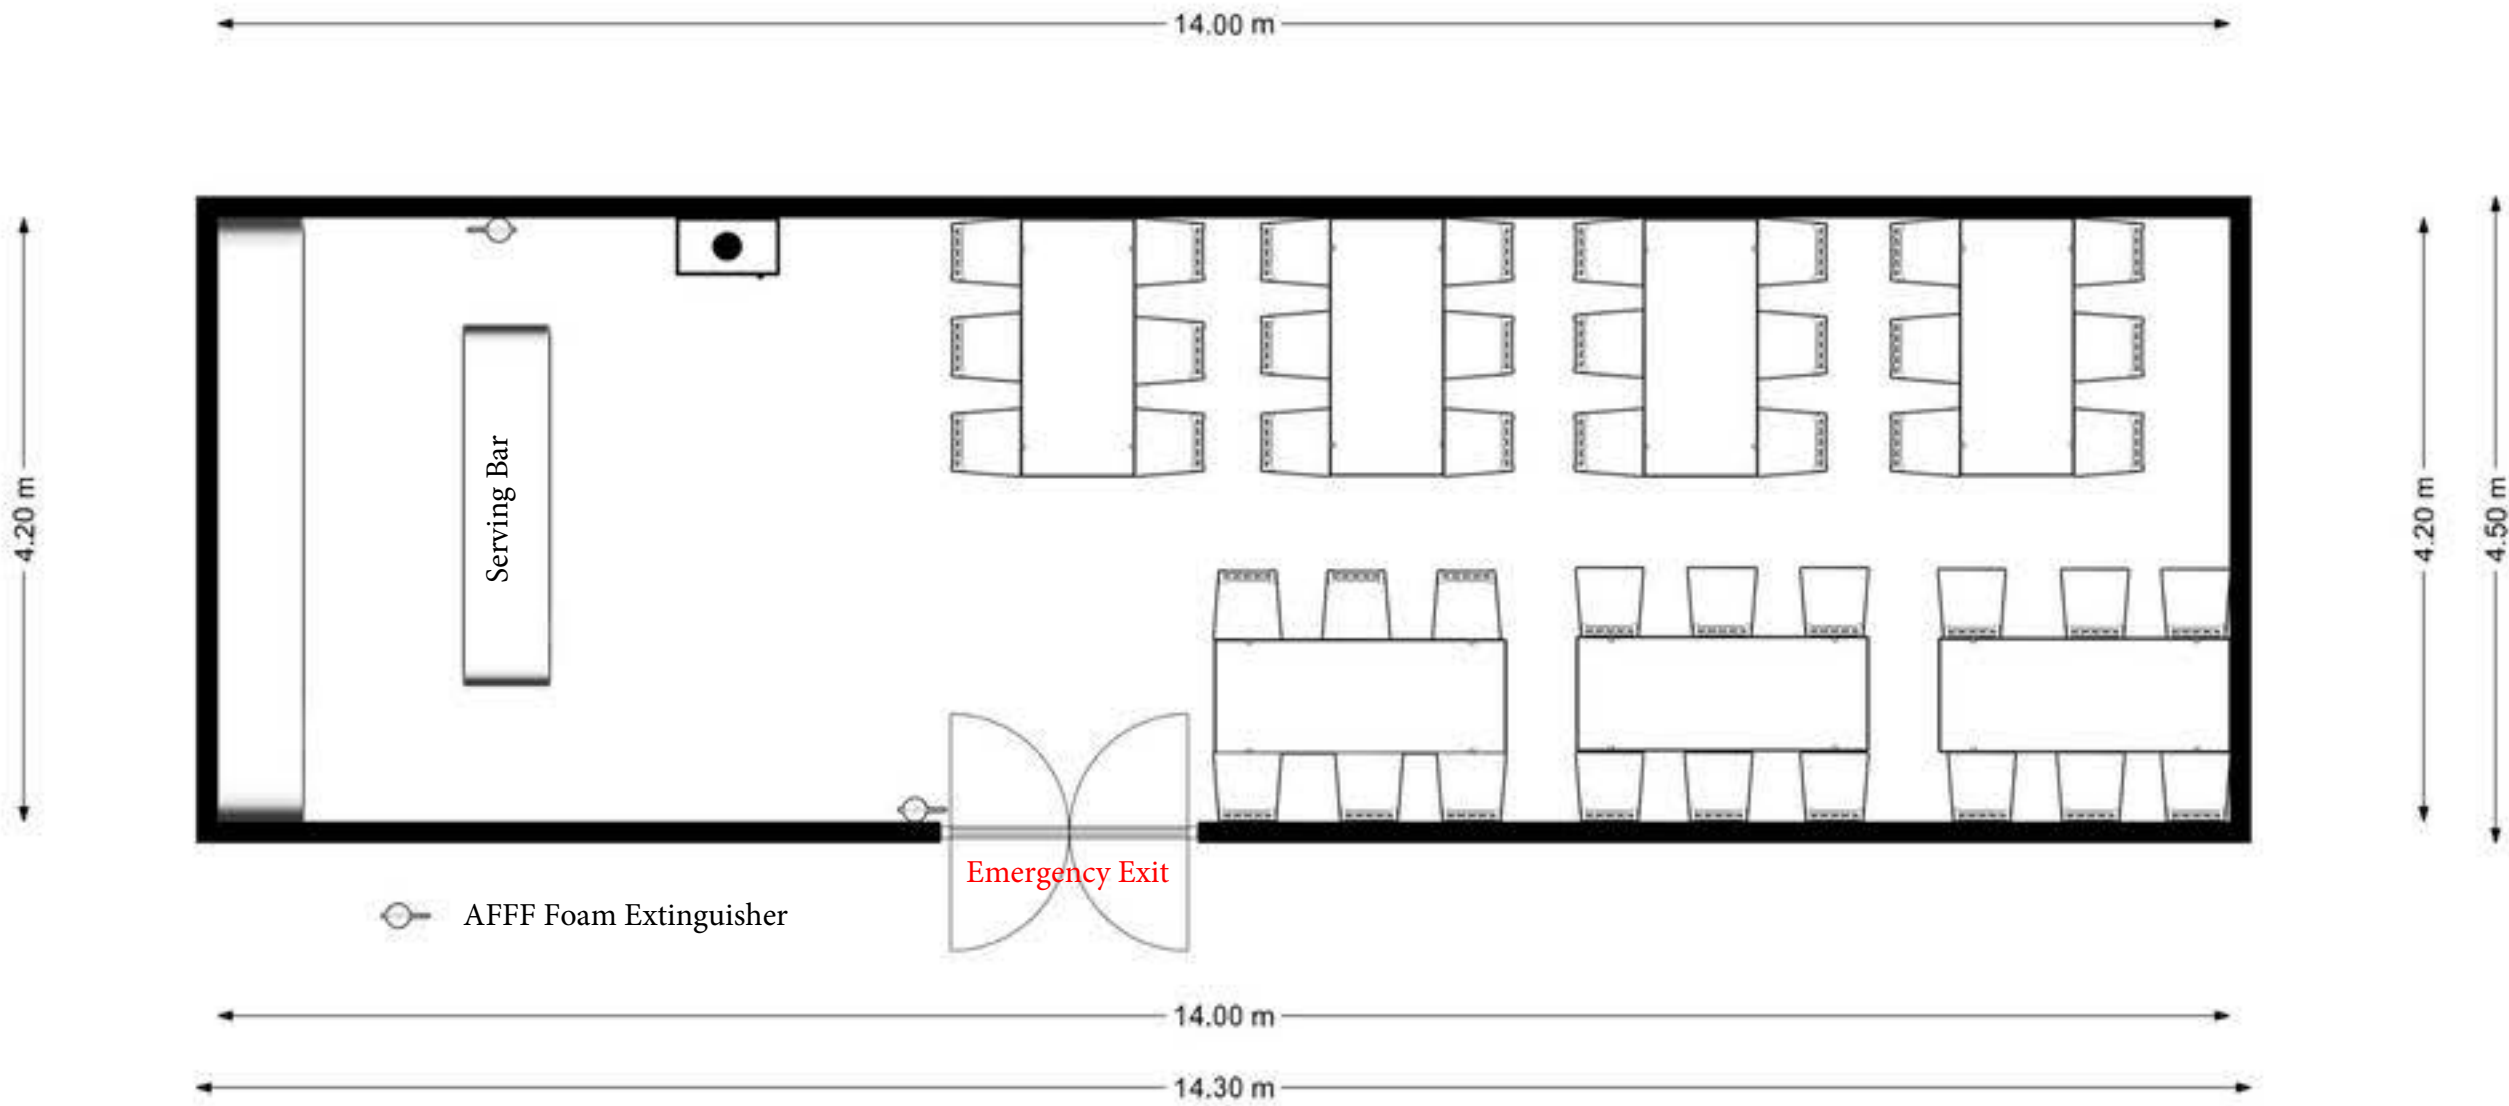 14.00 m
4.20 m
Serving Bar
4.20 m
4.50 m
Emergency Exit
AFFF Foam Extinguisher
14.00 m
14.30 m